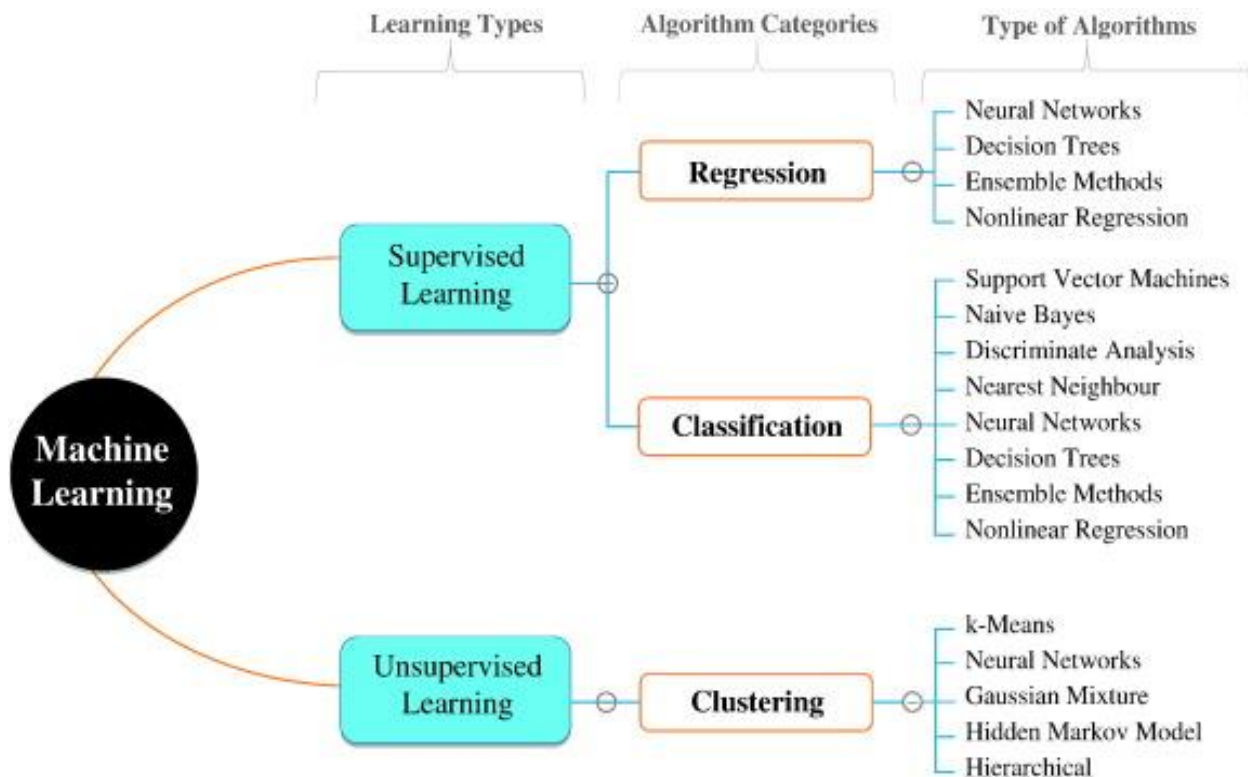 Learning Types
Algorithm Categories
Type of Algorithms
Machine
Learning
Supervised
Learning
Regression
Neural Networks
Decision Trees
Ensemble Methods
Nonlinear Regression
Classification
Support Vector Machines
Naive Bayes
Discriminate Analysis
Nearest Neighbour
Neural Networks
Decision Trees
Ensemble Methods
Nonlinear Regression
Unsupervised
Learning
Clustering
k-Means
Neural Networks
Gaussian Mixture
Hidden Markov Model
Hierarchical